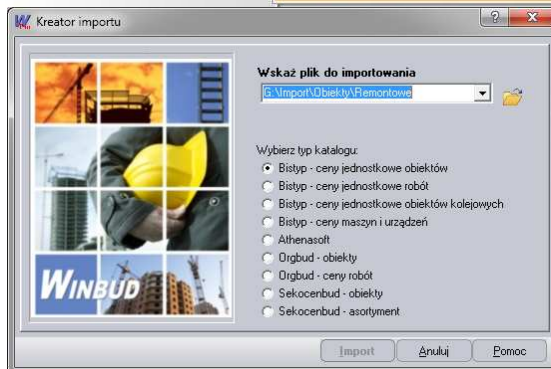 Kreator importu
Wskaż plik do importowania
G:\Import\Obiekty\Remontowe
Wybierz typ katalogu:
Bistyp - ceny jednostkowe obiektów
Bistyp - ceny jednostkowe robót
Bistyp - ceny jednostkowe obiektów kolejowych
Bistyp - ceny maszyn i urządzeń
Athenasoft
Orgbud - obiekty
Orgbud - ceny robót
Sekocenbud - obiekty
Sekocenbud - asortyment
WINBUD
Import Anuluj Pomoc